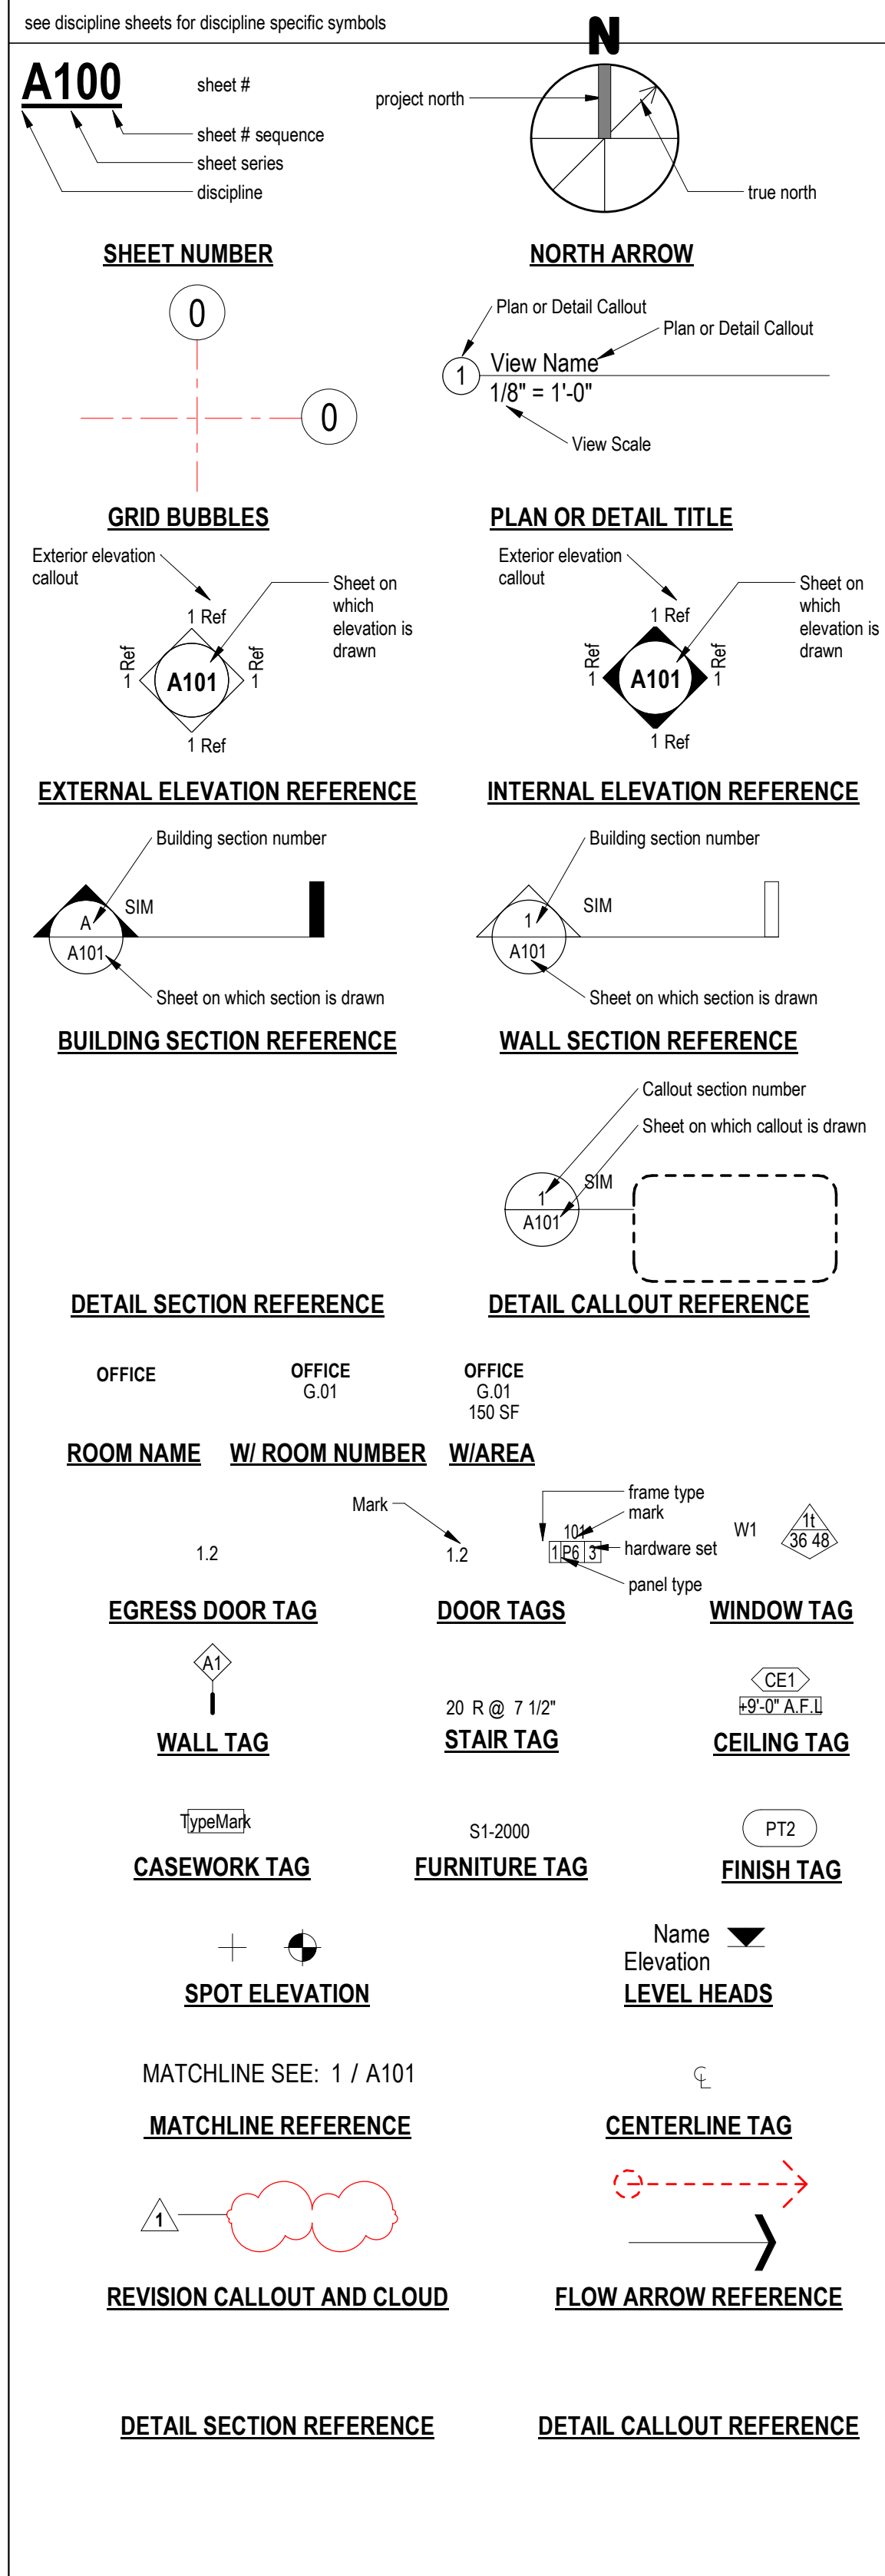 see discipline sheets for discipline specific symbols
N
A100
sheet #
sheet # sequence
sheet series
discipline
project north
true north
SHEET NUMBER
NORTH ARROW
0
0
Plan or Detail Callout
Plan or Detail Callout
1
View Name
1/8" = 1'-0"
View Scale
GRID BUBBLES
PLAN OR DETAIL TITLE
Exterior elevation
callout
Sheet on
which
elevation is
drawn
1 Ref
1 Ref
A101
1 Ref
1 Ref
Exterior elevation
callout
Sheet on
which
elevation is
drawn
1 Ref
1 Ref
A101
1 Ref
1 Ref
EXTERNAL ELEVATION REFERENCE
INTERNAL ELEVATION REFERENCE
Building section number
A
SIM
A101
Sheet on which section is drawn
Building section number
1
SIM
A101
Sheet on which section is drawn
BUILDING SECTION REFERENCE
WALL SECTION REFERENCE
Callout section number
Sheet on which callout is drawn
SIM
1
A101
DETAIL SECTION REFERENCE
DETAIL CALLOUT REFERENCE
OFFICE
OFFICE
G.01
OFFICE
G.01
150 SF
ROOM NAME
W/ ROOM NUMBER
W/AREA
1.2
Mark
1.2
frame type
mark
101
1 P6 3
hardware set
panel type
W1
1t
36 48
EGRESS DOOR TAG
DOOR TAGS
WINDOW TAG
A1
20 R @ 7 1/2"
CE1
+9'-0" A.F.L
WALL TAG
STAIR TAG
CEILING TAG
TypeMark
S1-2000
PT2
CASEWORK TAG
FURNITURE TAG
FINISH TAG
Name
Elevation
SPOT ELEVATION
LEVEL HEADS
MATCHLINE SEE: 1 / A101
CL
MATCHLINE REFERENCE
CENTERLINE TAG
1
REVISION CALLOUT AND CLOUD
FLOW ARROW REFERENCE
DETAIL SECTION REFERENCE
DETAIL CALLOUT REFERENCE